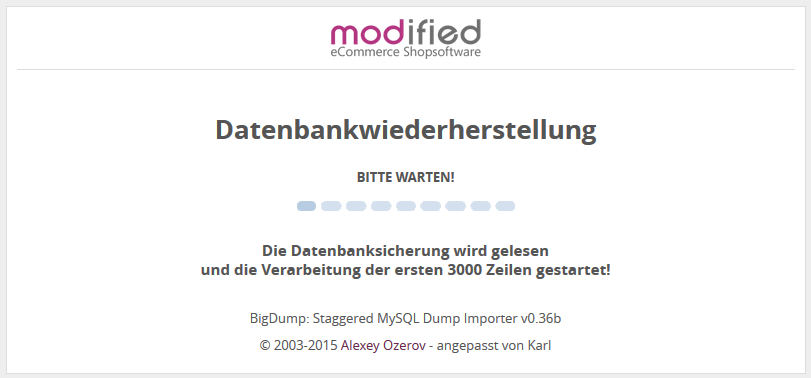 modified
eCommerce Shopsoftware
Datenbankwiederherstellung
BITTE WARTEN!
Die Datenbanksicherung wird gelesen
und die Verarbeitung der ersten 3000 Zeilen gestartet!
BigDump: Staggered MySQL Dump Importer v0.36b
© 2003-2015 Alexey Ozerov - angepasst von Karl